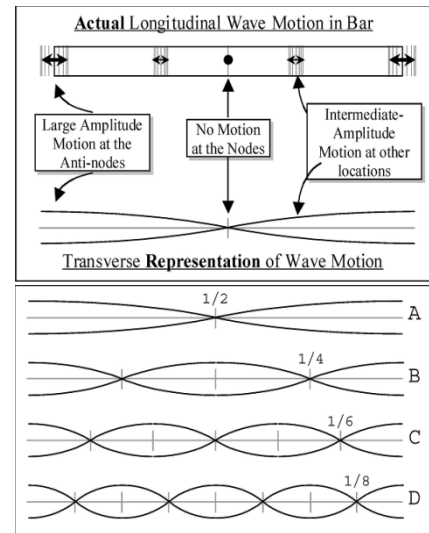 Actual Longitudinal Wave Motion in Bar
Large Amplitude
Motion at the
Anti-nodes
No Motion
at the Nodes
Intermediate-
Amplitude
Motion at other
locations
Transverse Representation of Wave Motion
1/2
A
1/4
B
1/6
C
1/8
D